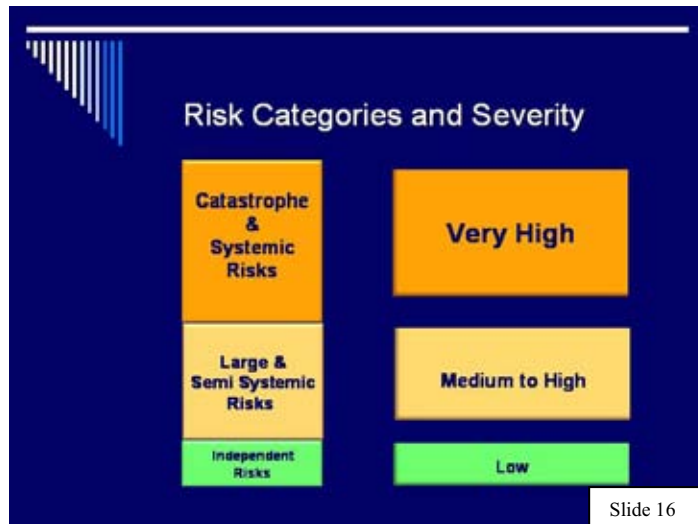 Risk Categories and Severity
Catastrophe
&
Systemic
Risks
Very High
Large &
Semi Systemic
Risks
Medium to High
Independent
Risks
Low
Slide 16